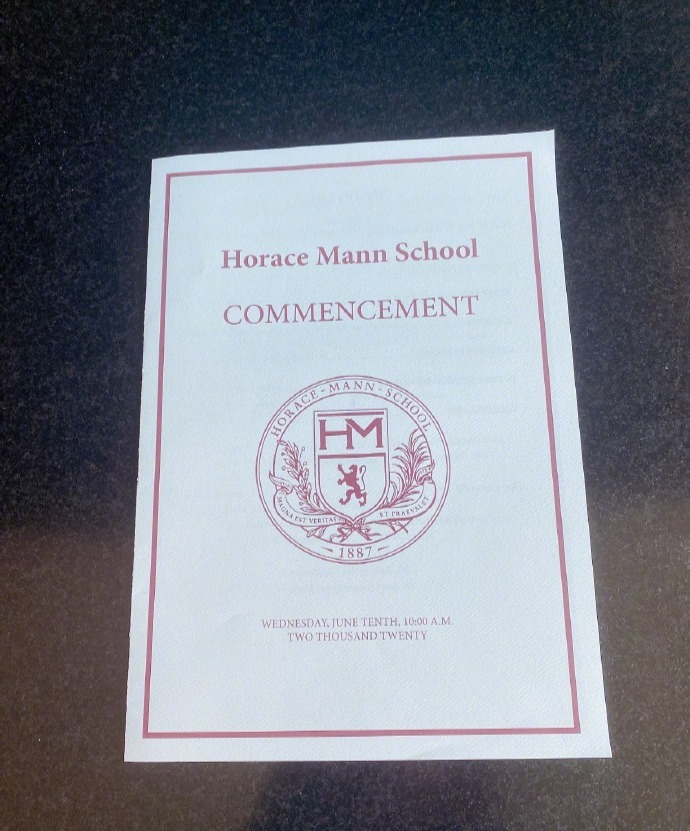 Horace Mann School
COMMENCEMENT
HORACE - MANN - SCHOOL
HM
MAGNA EST VERITAS ET PRAEVALET
1887
WEDNESDAY, JUNE TENTH, 10:00 A.M.
TWO THOUSAND TWENTY